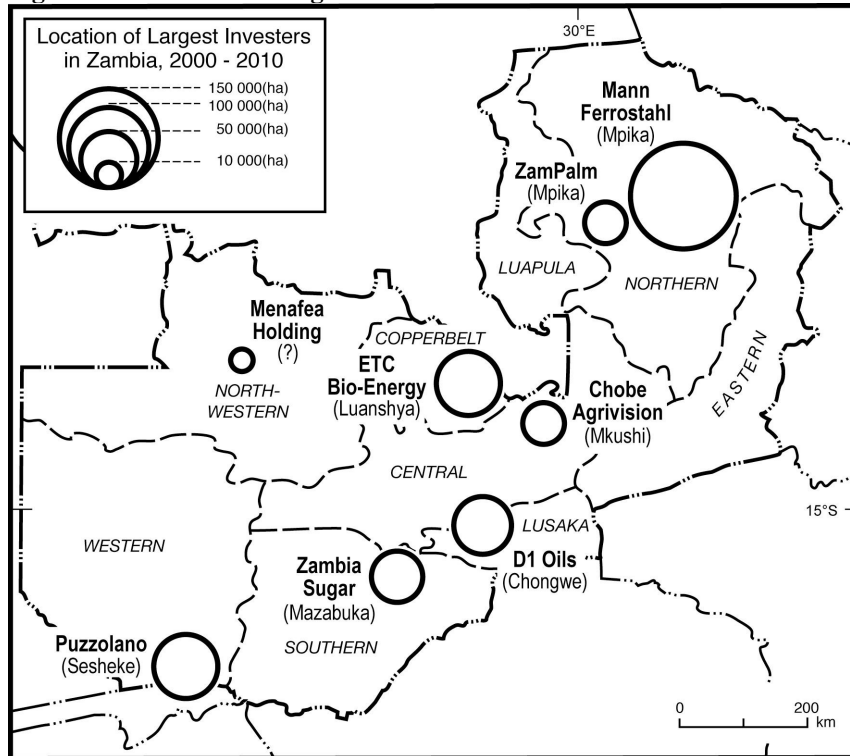 Location of Largest Investers
in Zambia, 2000 - 2010
150 000(ha)
100 000(ha)
50 000(ha)
10 000(ha)
30°E
Mann
Ferrostahl
(Mpika)
ZamPalm
(Mpika)
LUAPULA
NORTHERN
Menafea
Holding
(?)
COPPERBELT
ETC
Bio-Energy
(Luanshya)
NORTH-
WESTERN
Chobe
Agrivision
(Mkushi)
EASTERN
CENTRAL
15°S
WESTERN
LUSAKA
D1 Oils
(Chongwe)
Zambia
Sugar
(Mazabuka)
SOUTHERN
Puzzolano
(Sesheke)
0 200
km